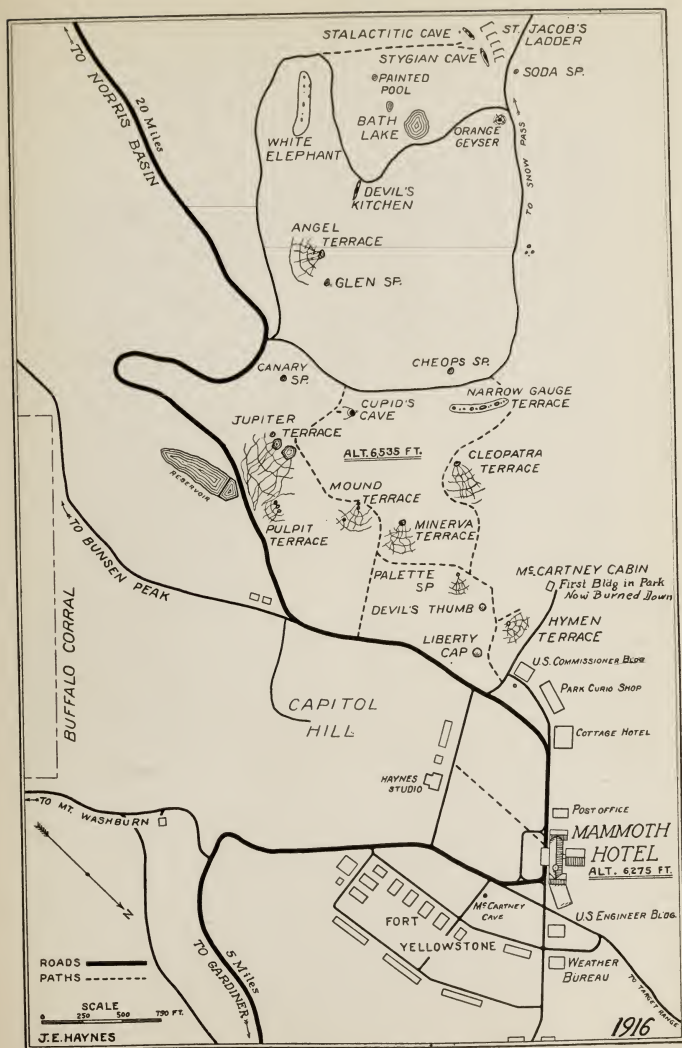 STALACTITIC CAVE
ST. JACOB'S
LADDER
STYGIAN CAVE
SODA SP.
PAINTED
POOL
BATH
LAKE
ORANGE
GEYSER
WHITE
ELEPHANT
DEVIL'S
KITCHEN
TO NORRIS BASIN
20 Miles
TO SNOW PASS
ANGEL
TERRACE
GLEN SP.
CANARY
SP.
CHEOPS SP.
CUPID'S
CAVE
NARROW GAUGE
TERRACE
JUPITER
TERRACE
ALT. 6,535 FT.
CLEOPATRA
TERRACE
RESERVOIR
MOUND
TERRACE
PULPIT
TERRACE
MINERVA
TERRACE
TO BUNSEN PEAK
PALETTE
SP
McCARTNEY CABIN
First Bldg in Park
Now Burned Down
DEVIL'S THUMB
HYMEN
TERRACE
LIBERTY
CAP
U.S. COMMISSIONER BLDG.
PARK CURIO SHOP
BUFFALO CORRAL
CAPITOL
HILL
COTTAGE HOTEL
HAYNES
STUDIO
POST OFFICE
TO MT. WASHBURN
MAMMOTH
HOTEL
ALT. 6,275 FT.
McCARTNEY
CAVE
FORT
YELLOWSTONE
U.S ENGINEER BLDG.
WEATHER
BUREAU
TO TARGET RANGE
N
5 Miles
TO GARDINER
ROADS
PATHS
SCALE
0 250 500 750 FT.
J.E.HAYNES
1916